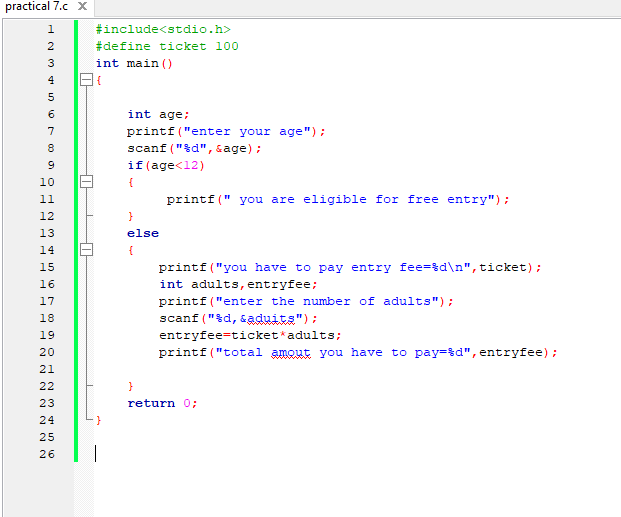 practical 7.c X
1 #include<stdio.h>
2 #define ticket 100
3 int main()
4 {
5
6 int age;
7 printf("enter your age");
8 scanf("%d",&age);
9 if(age<12)
10 {
11 printf(" you are eligible for free entry");
12 }
13 else
14 {
15 printf("you have to pay entry fee=%d\n",ticket);
16 int adults,entryfee;
17 printf("enter the number of adults");
18 scanf("%d,&aduits");
19 entryfee=ticket*adults;
20 printf("total amout you have to pay=%d",entryfee);
21
22 }
23 return 0;
24 }
25
26